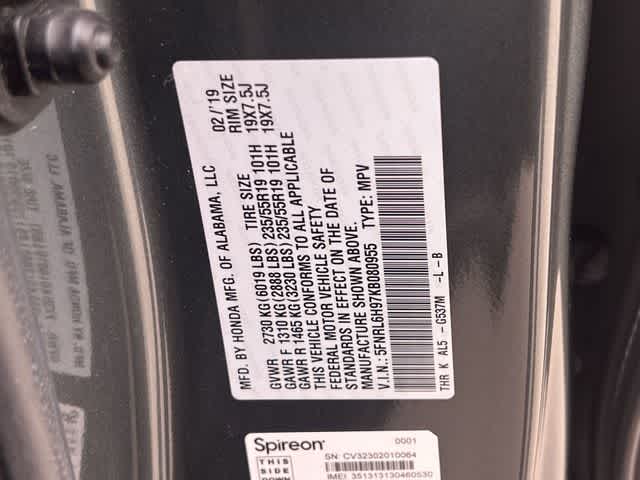 MFD. BY HONDA MFG. OF ALABAMA, LLC 02/'19
TIRE SIZE RIM SIZE
GVWR 2730 KG (6019 LBS)
GAWR F 1310 KG (2888 LBS) 235/55R19 101H 19X7.5J
GAWR R 1465 KG (3230 LBS) 235/55R19 101H 19X7.5J
THIS VEHICLE CONFORMS TO ALL APPLICABLE
FEDERAL MOTOR VEHICLE SAFETY
STANDARDS IN EFFECT ON THE DATE OF
MANUFACTURE SHOWN ABOVE.
V.I.N.: 5FNRL6H97KB080955 TYPE: MPV
THR K AL5 - G537M -L-B
Spireon 0001
THIS
SIDE
DOWN
SN: CV32302010064
IMEI: 351313130460530